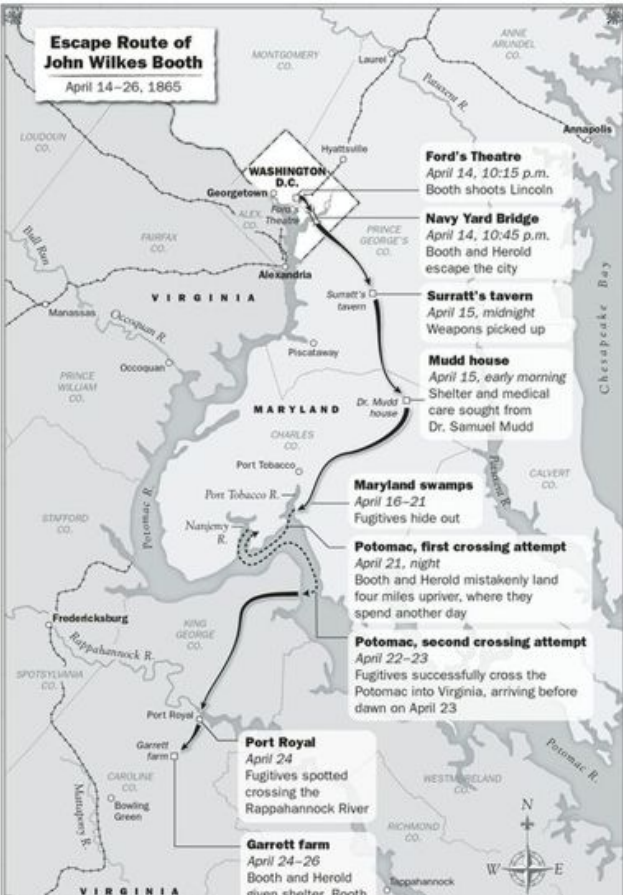 Escape Route of
John Wilkes Booth
April 14–26, 1865
MONTGOMERY
CO.
Laurel
ANNE
ARUNDEL
CO.
Patuxent R.
Annapolis
LOUDOUN
CO.
Hyattsville
WASHINGTON
D.C.
Georgetown
Ford's
Theatre
ALEX.
CO.
Ford's Theatre
April 14, 10:15 p.m.
Booth shoots Lincoln
Navy Yard Bridge
April 14, 10:45 p.m.
Booth and Herold
escape the city
PRINCE
GEORGE'S
CO.
FAIRFAX
CO.
Bull Run
Alexandria
VIRGINIA
Manassas
Occoquan R.
Occoquan
Surratt's
tavern
Surratt's tavern
April 15, midnight
Weapons picked up
Chesapeake Bay
Piscataway
PRINCE
WILLIAM
CO.
Mudd house
April 15, early morning
Shelter and medical
care sought from
Dr. Samuel Mudd
Dr. Mudd
house
MARYLAND
CHARLES
CO.
Port Tobacco
Port Tobacco R.
Patuxent R.
CALVERT
CO.
Potomac R.
STAFFORD
CO.
Nanjemoy
R.
Maryland swamps
April 16–21
Fugitives hide out
Potomac, first crossing attempt
April 21, night
Booth and Herold mistakenly land
four miles upriver, where they
spend another day
Fredericksburg
KING
GEORGE
CO.
Rappahannock R.
SPOTSYLVANIA
CO.
Potomac, second crossing attempt
April 22–23
Fugitives successfully cross the
Potomac into Virginia, arriving before
dawn on April 23
Port Royal
Garrett
farm
Port Royal
April 24
Fugitives spotted
crossing the
Rappahannock River
Potomac R.
WESTMORELAND
CO.
CAROLINE
CO.
Bowling
Green
Mattapony R.
RICHMOND
CO.
N
W E
Garrett farm
April 24–26
Booth and Herold
given shelter. Booth
Tappahannock
VIRGINIA